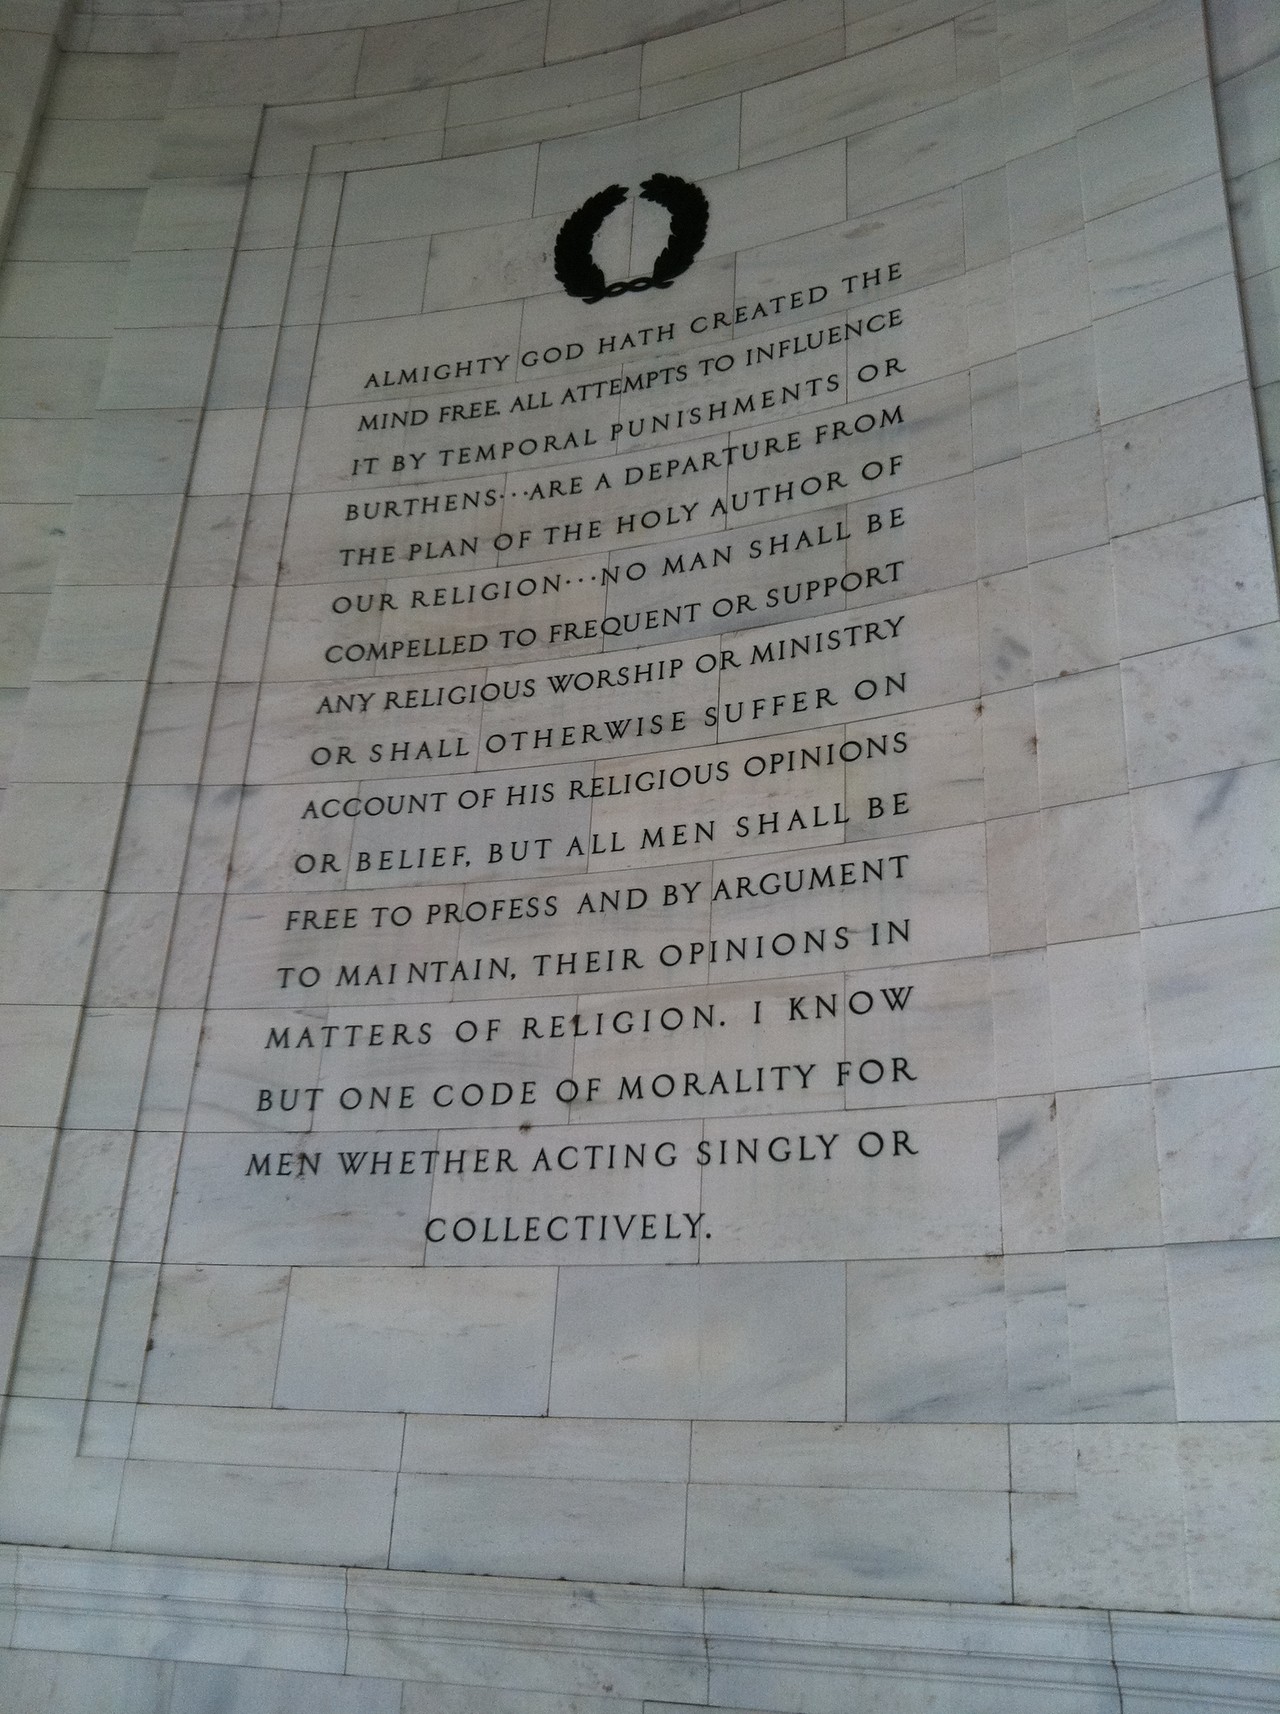 ALMIGHTY GOD HATH CREATED THE
MIND FREE. ALL ATTEMPTS TO INFLUENCE
IT BY TEMPORAL PUNISHMENTS OR
BURTHENS···ARE A DEPARTURE FROM
THE PLAN OF THE HOLY AUTHOR OF
OUR RELIGION···NO MAN SHALL BE
COMPELLED TO FREQUENT OR SUPPORT
ANY RELIGIOUS WORSHIP OR MINISTRY
OR SHALL OTHERWISE SUFFER ON
ACCOUNT OF HIS RELIGIOUS OPINIONS
OR BELIEF, BUT ALL MEN SHALL BE
FREE TO PROFESS AND BY ARGUMENT
TO MAINTAIN, THEIR OPINIONS IN
MATTERS OF RELIGION. I KNOW
BUT ONE CODE OF MORALITY FOR
MEN WHETHER ACTING SINGLY OR
COLLECTIVELY.